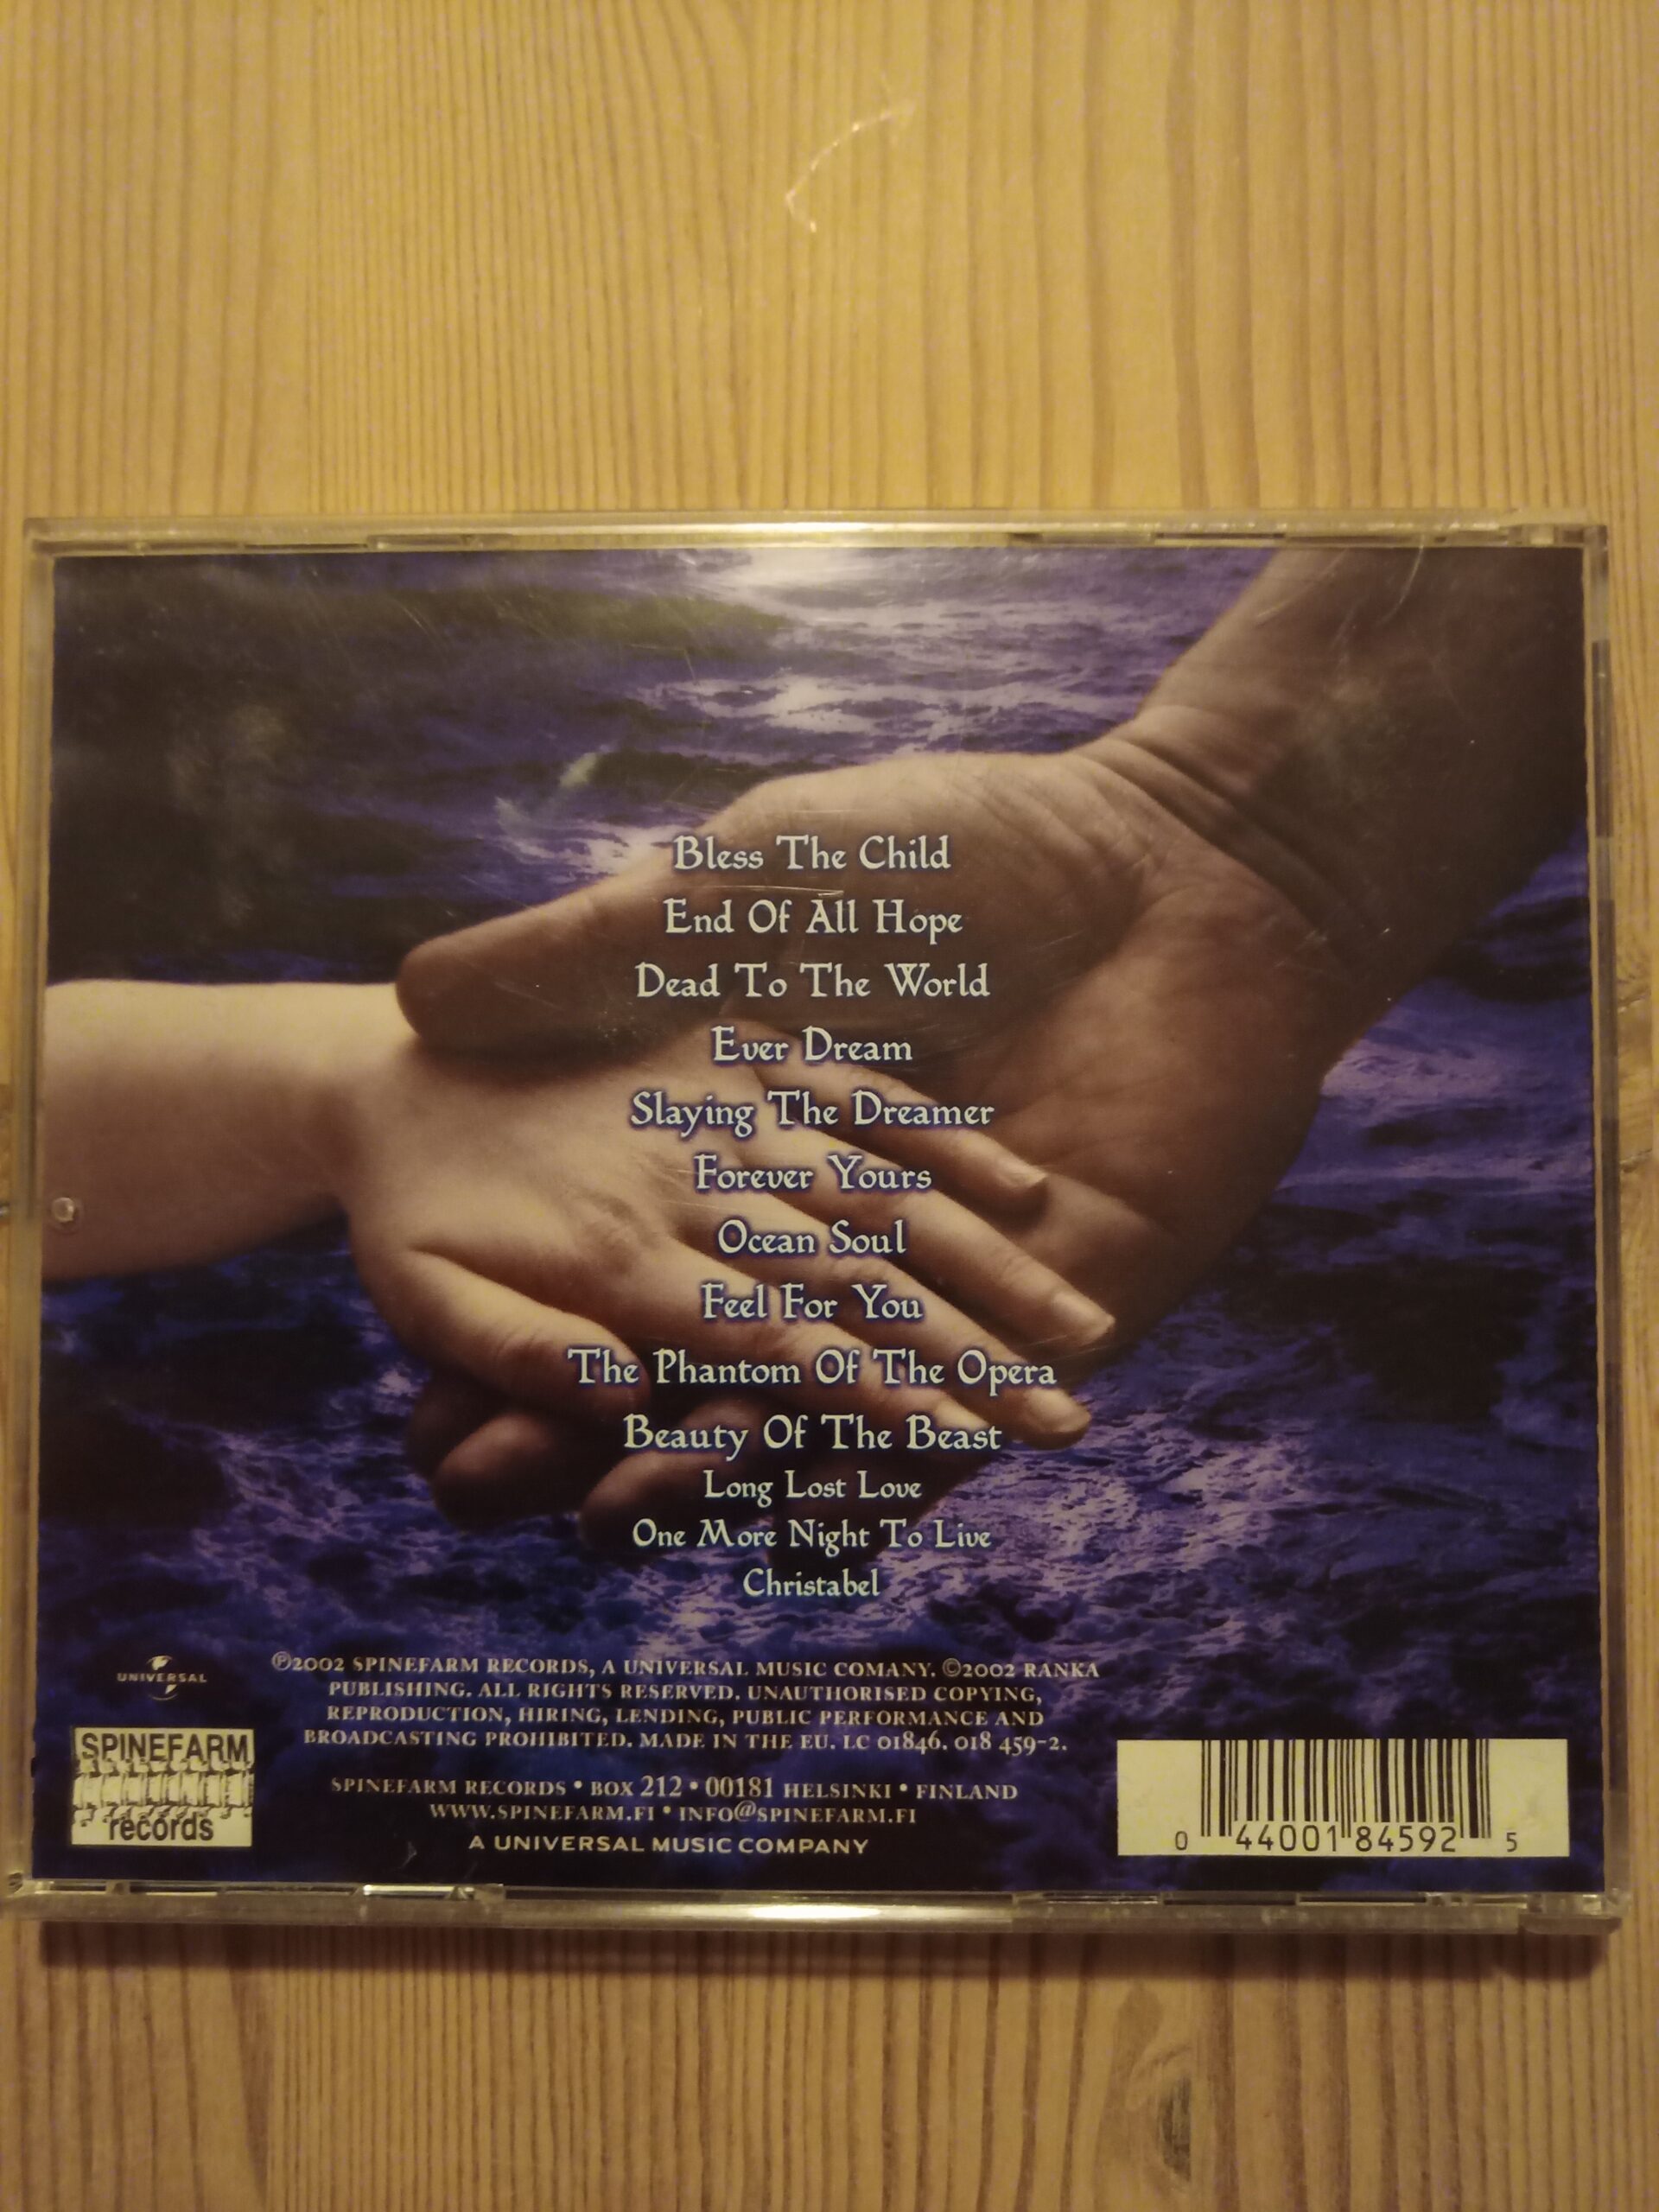 Bless The Child
End Of All Hope
Dead To The World
Ever Dream
Slaying The Dreamer
Forever Yours
Ocean Soul
Feel For You
The Phantom Of The Opera
Beauty Of The Beast
Long Lost Love
One More Night To Live
Christabel
UNIVERSAL
℗2002 SPINEFARM RECORDS, A UNIVERSAL MUSIC COMANY. ©2002 RANKA
PUBLISHING. ALL RIGHTS RESERVED. UNAUTHORISED COPYING,
REPRODUCTION, HIRING, LENDING, PUBLIC PERFORMANCE AND
BROADCASTING PROHIBITED. MADE IN THE EU. LC 01846. 018 459-2.
SPINEFARM
records
SPINEFARM RECORDS • BOX 212 • 00181 HELSINKI • FINLAND
WWW.SPINEFARM.FI • INFO@SPINEFARM.FI
A UNIVERSAL MUSIC COMPANY
0 44001 84592 5